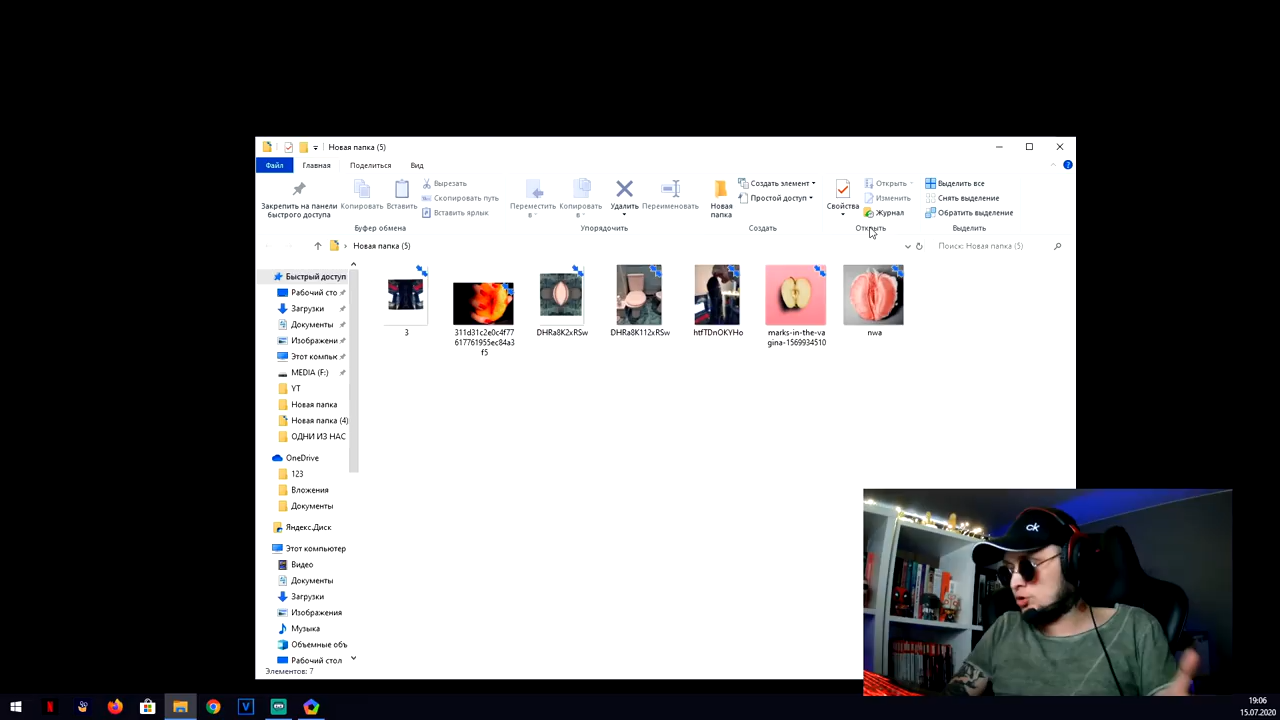 Новая папка (5)
Файл Главная Поделиться Вид
Закрепить на панели быстрого доступа
Копировать
Вставить
Вырезать
Скопировать путь
Вставить ярлык
Буфер обмена
Переместить в
Копировать в
Удалить
Переименовать
Упорядочить
Новая папка
Создать элемент
Простой доступ
Создать
Свойства
Открыть
Изменить
Журнал
Открыть
Выделить все
Снять выделение
Обратить выделение
Выделить
Новая папка (5)
Поиск: Новая папка (5)
Быстрый доступ
Рабочий сто
Загрузки
Документы
Изображени
Этот компьк
MEDIA (F:)
YT
Новая папка
Новая папка (4)
ОДНИ ИЗ НАС
OneDrive
123
Вложения
Документы
Яндекс.Диск
Этот компьютер
Видео
Документы
Загрузки
Изображения
Музыка
Объемные объ
Рабочий стол
3
311d31c2e0c4f77
617761955ec84a3
f5
DHRa8K2xRSw
DHRa8K112xRSw
htfTDnOKYHo
marks-in-the-va
gina-1569934510
nwa
Элементов: 7
ck
19:06
15.07.2020